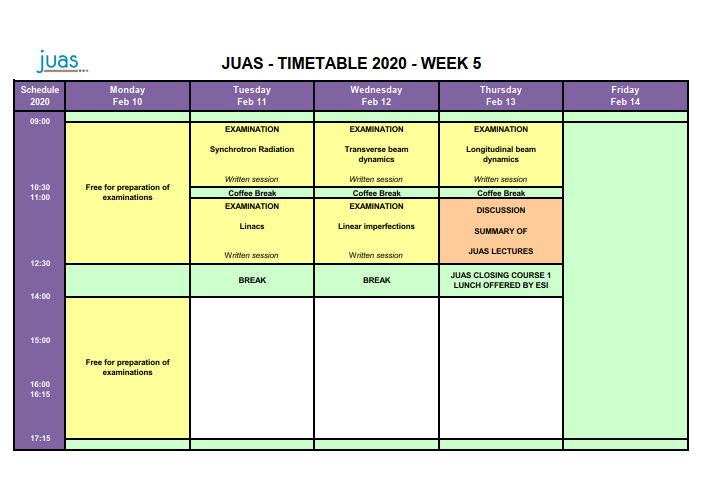 juas...
JUAS - TIMETABLE 2020 - WEEK 5
Schedule
2020
Monday
Feb 10
Tuesday
Feb 11
Wednesday
Feb 12
Thursday
Feb 13
Friday
Feb 14
09:00
10:30
11:00
12:30
14:00
15:00
16:00
16:15
17:15
Free for preparation of
examinations
Free for preparation of
examinations
EXAMINATION
Synchrotron Radiation
Written session
Coffee Break
EXAMINATION
Linacs
Written session
BREAK
EXAMINATION
Transverse beam
dynamics
Written session
Coffee Break
EXAMINATION
Linear imperfections
Written session
BREAK
EXAMINATION
Longitudinal beam
dynamics
Written session
Coffee Break
DISCUSSION
SUMMARY OF
JUAS LECTURES
JUAS CLOSING COURSE 1
LUNCH OFFERED BY ESI